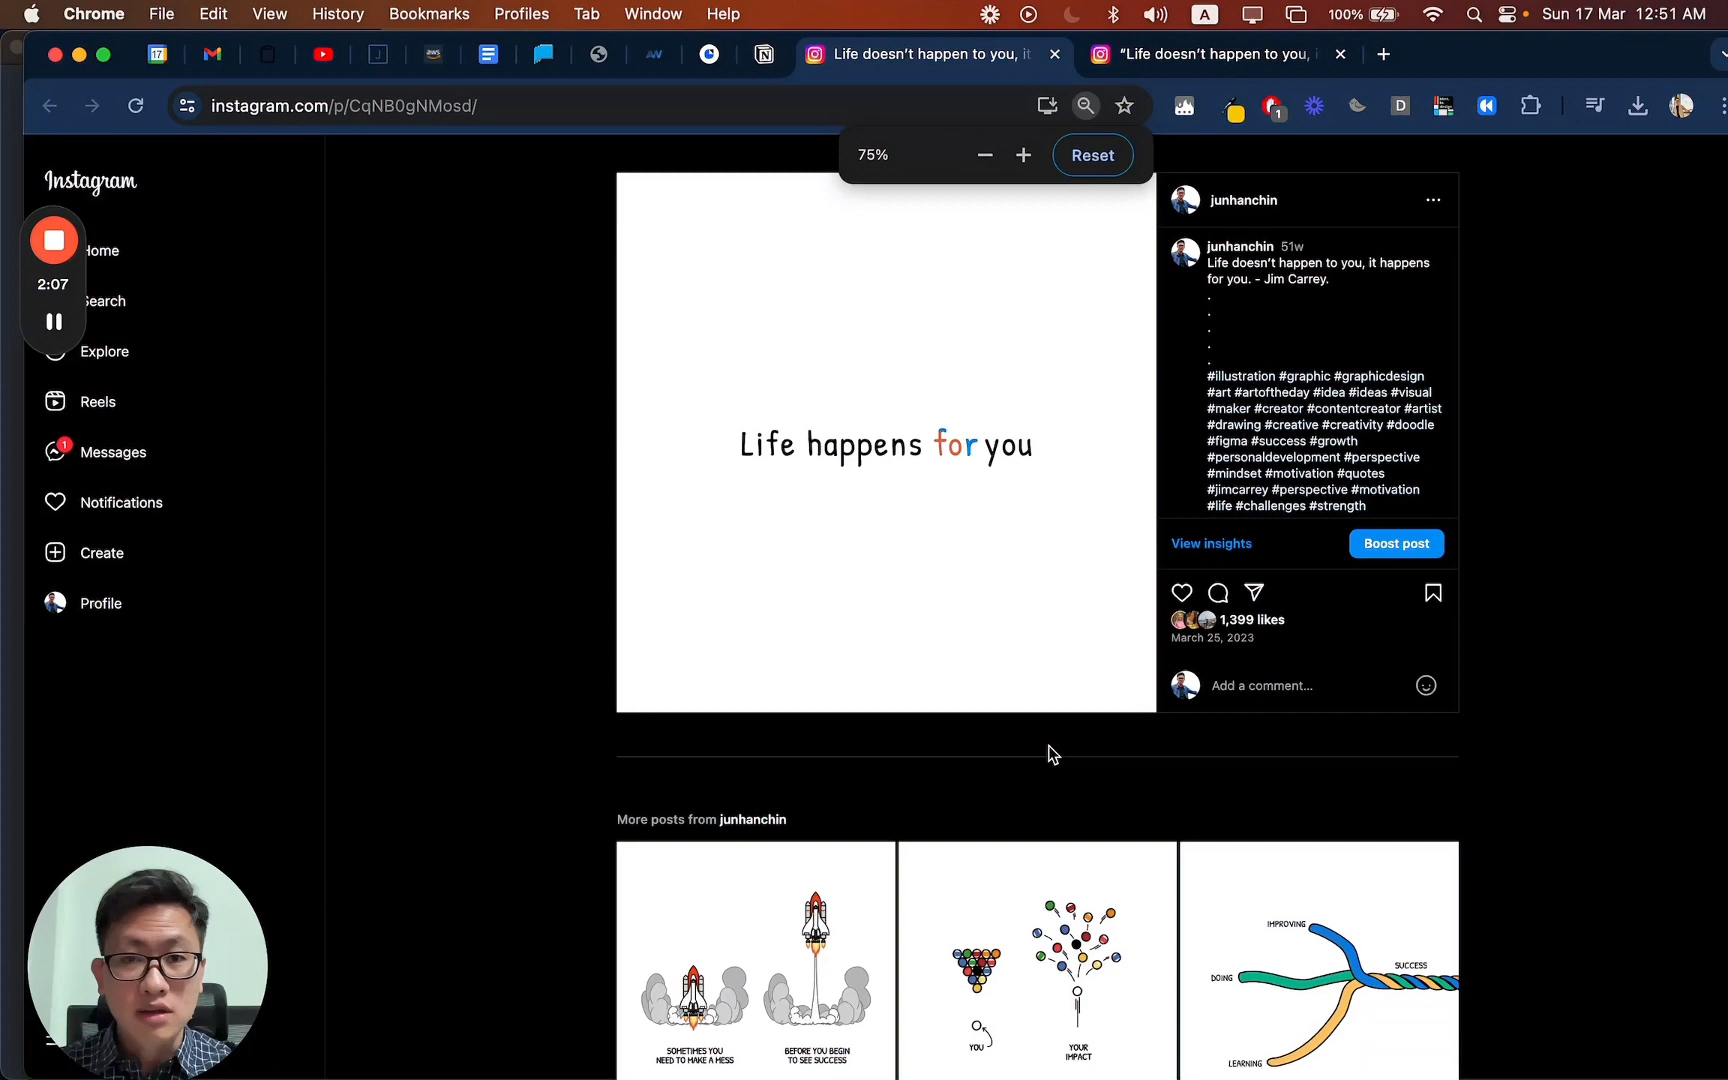 Chrome File Edit View History Bookmarks Profiles Tab Window Help
A 100% Sun 17 Mar 12:51 AM
17 aws Life doesn’t happen to you, it “Life doesn’t happen to you,
instagram.com/p/CqNB0gNMosd/
1 D
75% Reset
Instagram
2:07
Home
Search
Explore
Reels
1
Messages
Notifications
Create
Profile
Life happens for you
junhanchin
junhanchin 51w
Life doesn’t happen to you, it happens
for you. - Jim Carrey.
.
.
.
.
.
#illustration #graphic #graphicdesign
#art #artoftheday #idea #ideas #visual
#maker #creator #contentcreator #artist
#drawing #creative #creativity #doodle
#figma #success #growth
#personaldevelopment #perspective
#mindset #motivation #quotes
#jimcarrey #perspective #motivation
#life #challenges #strength
View insights Boost post
1,399 likes
March 25, 2023
Add a comment...
More posts from junhanchin
SOMETIMES YOU
NEED TO MAKE A MESS
BEFORE YOU BEGIN
TO SEE SUCCESS
YOU
YOUR
IMPACT
IMPROVING
DOING
LEARNING
SUCCESS